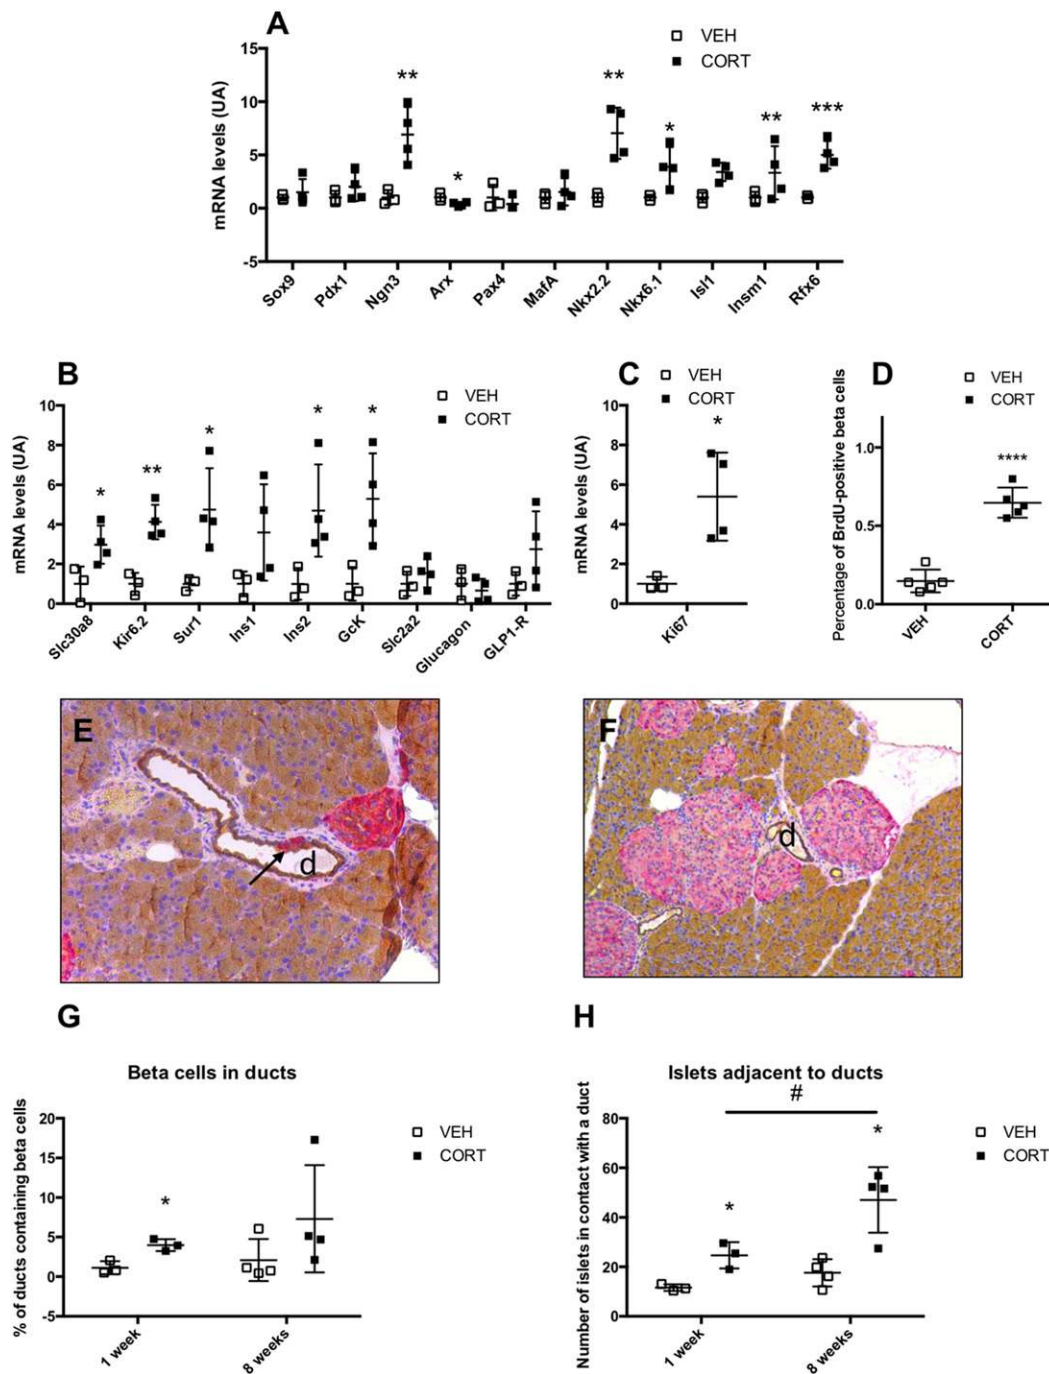 A
VEH
CORT
mRNA levels (UA)
15
10
5
0
-5
**
*
**
*
**
***
Sox9
Pdx1
Ngn3
Arx
Pax4
MafA
Nkx2.2
Nkx6.1
Isl1
Insm1
Rfx6
B
VEH
CORT
mRNA levels (UA)
10
8
6
4
2
0
*
**
*
*
*
Slc30a8
Kir6.2
Sur1
Ins1
Ins2
GcK
Slc2a2
Glucagon
GLP1-R
C
VEH
CORT
mRNA levels (UA)
10
8
6
4
2
0
*
KI67
D
VEH
CORT
Percentage of BrdU-positive beta cells
1.0
0.5
0.0
****
VEH
CORT
E
d
F
d
G
Beta cells in ducts
% of ducts containing beta cells
20
15
10
5
0
-5
*
VEH
CORT
1 week
8 weeks
H
Islets adjacent to ducts
Number of islets in contact with a duct
80
60
40
20
0
#
*
*
VEH
CORT
1 week
8 weeks